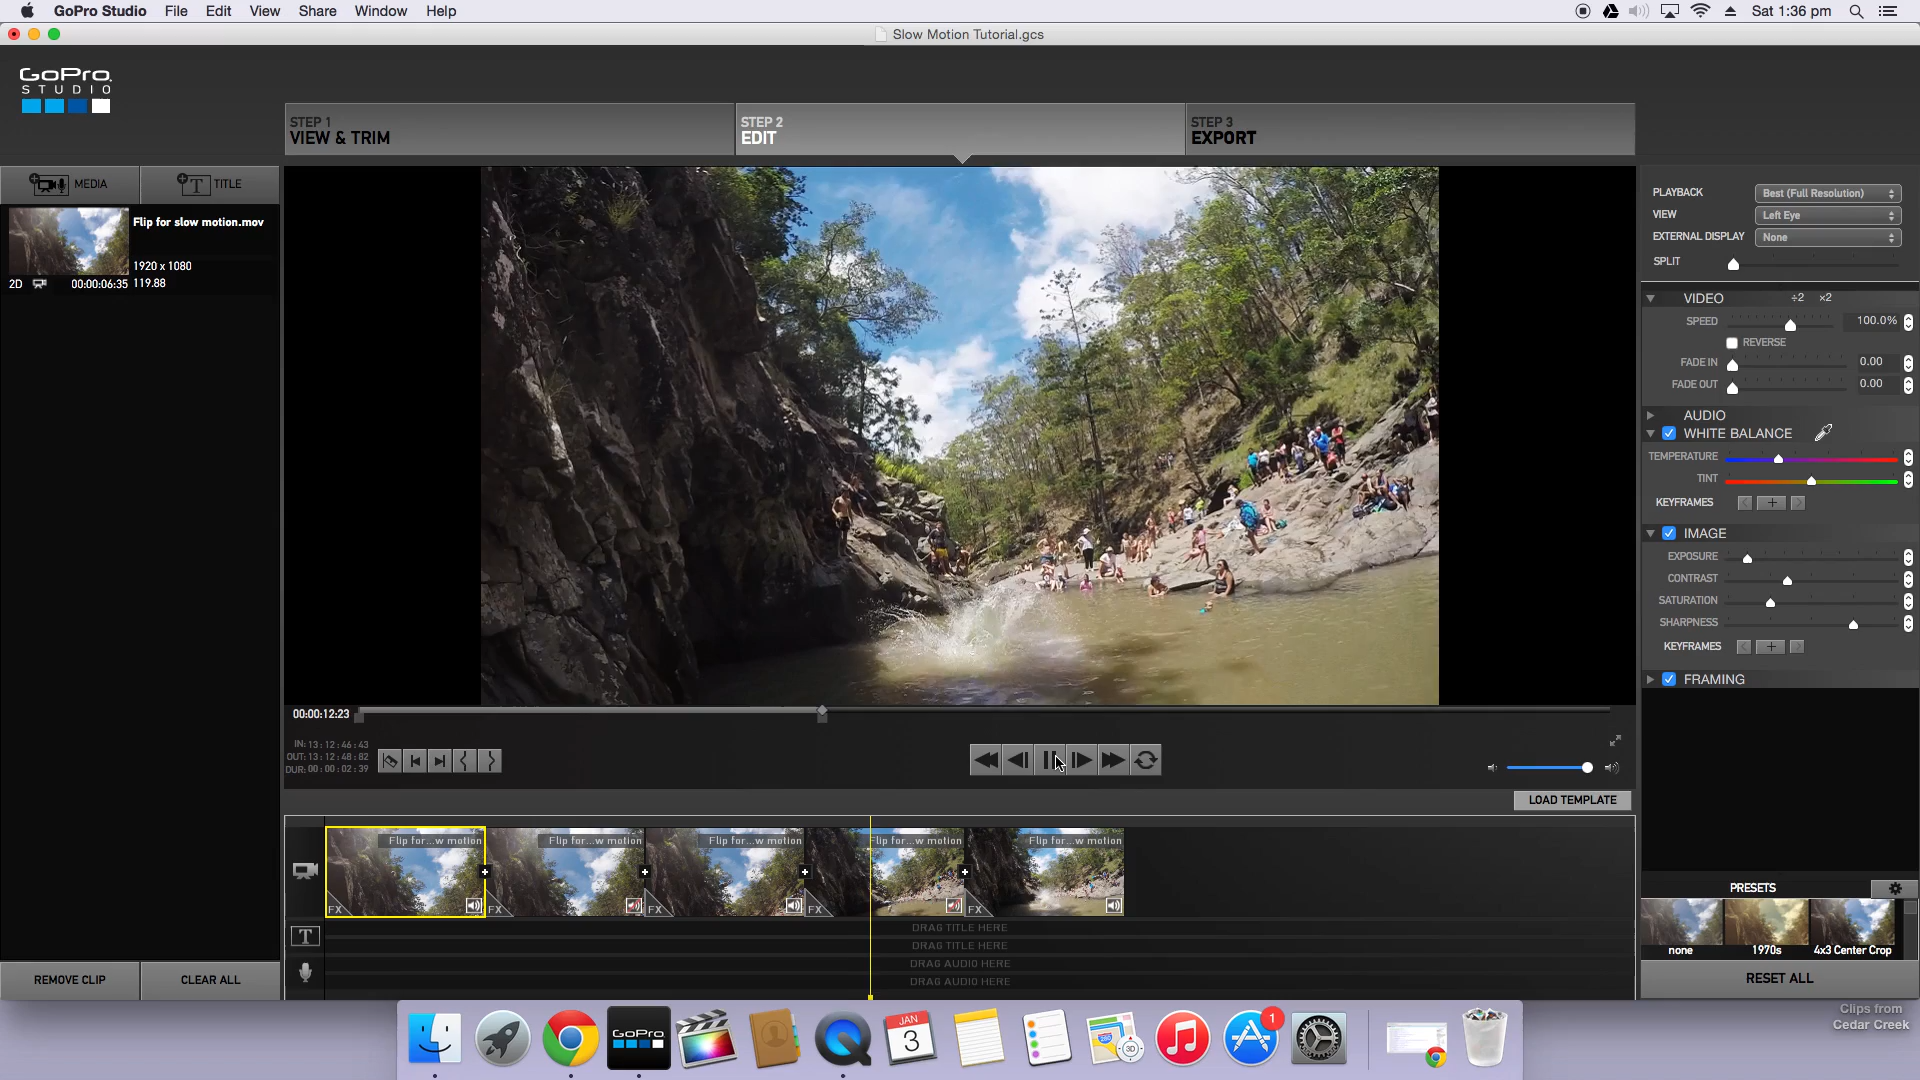 GoPro Studio File Edit View Share Window Help
Sat 1:36 pm
Slow Motion Tutorial.gcs
GoPro
STUDIO
STEP 1
VIEW & TRIM
STEP 2
EDIT
STEP 3
EXPORT
MEDIA
TITLE
Flip for slow motion.mov
1920 x 1080
2D 00:00:06:35 119.88
PLAYBACK Best (Full Resolution)
VIEW Left Eye
EXTERNAL DISPLAY None
SPLIT
VIDEO ÷2 x2
SPEED 100.0%
REVERSE
FADE IN 0.00
FADE OUT 0.00
AUDIO
WHITE BALANCE
TEMPERATURE
TINT
KEYFRAMES
IMAGE
EXPOSURE
CONTRAST
SATURATION
SHARPNESS
KEYFRAMES
FRAMING
00:00:12:23
IN: 13:12:46:43
OUT: 13:12:48:82
DUR: 00:00:02:39
LOAD TEMPLATE
Flip for...w motion Flip for...w motion Flip for...w motion Flip for...w motion Flip for...w motion
FX FX FX FX FX
T
DRAG TITLE HERE
DRAG TITLE HERE
DRAG AUDIO HERE
DRAG AUDIO HERE
PRESETS
none 1970s 4x3 Center Crop
REMOVE CLIP CLEAR ALL
RESET ALL
Clips from
Cedar Creek
GoPro
JAN
3
280
3D
1